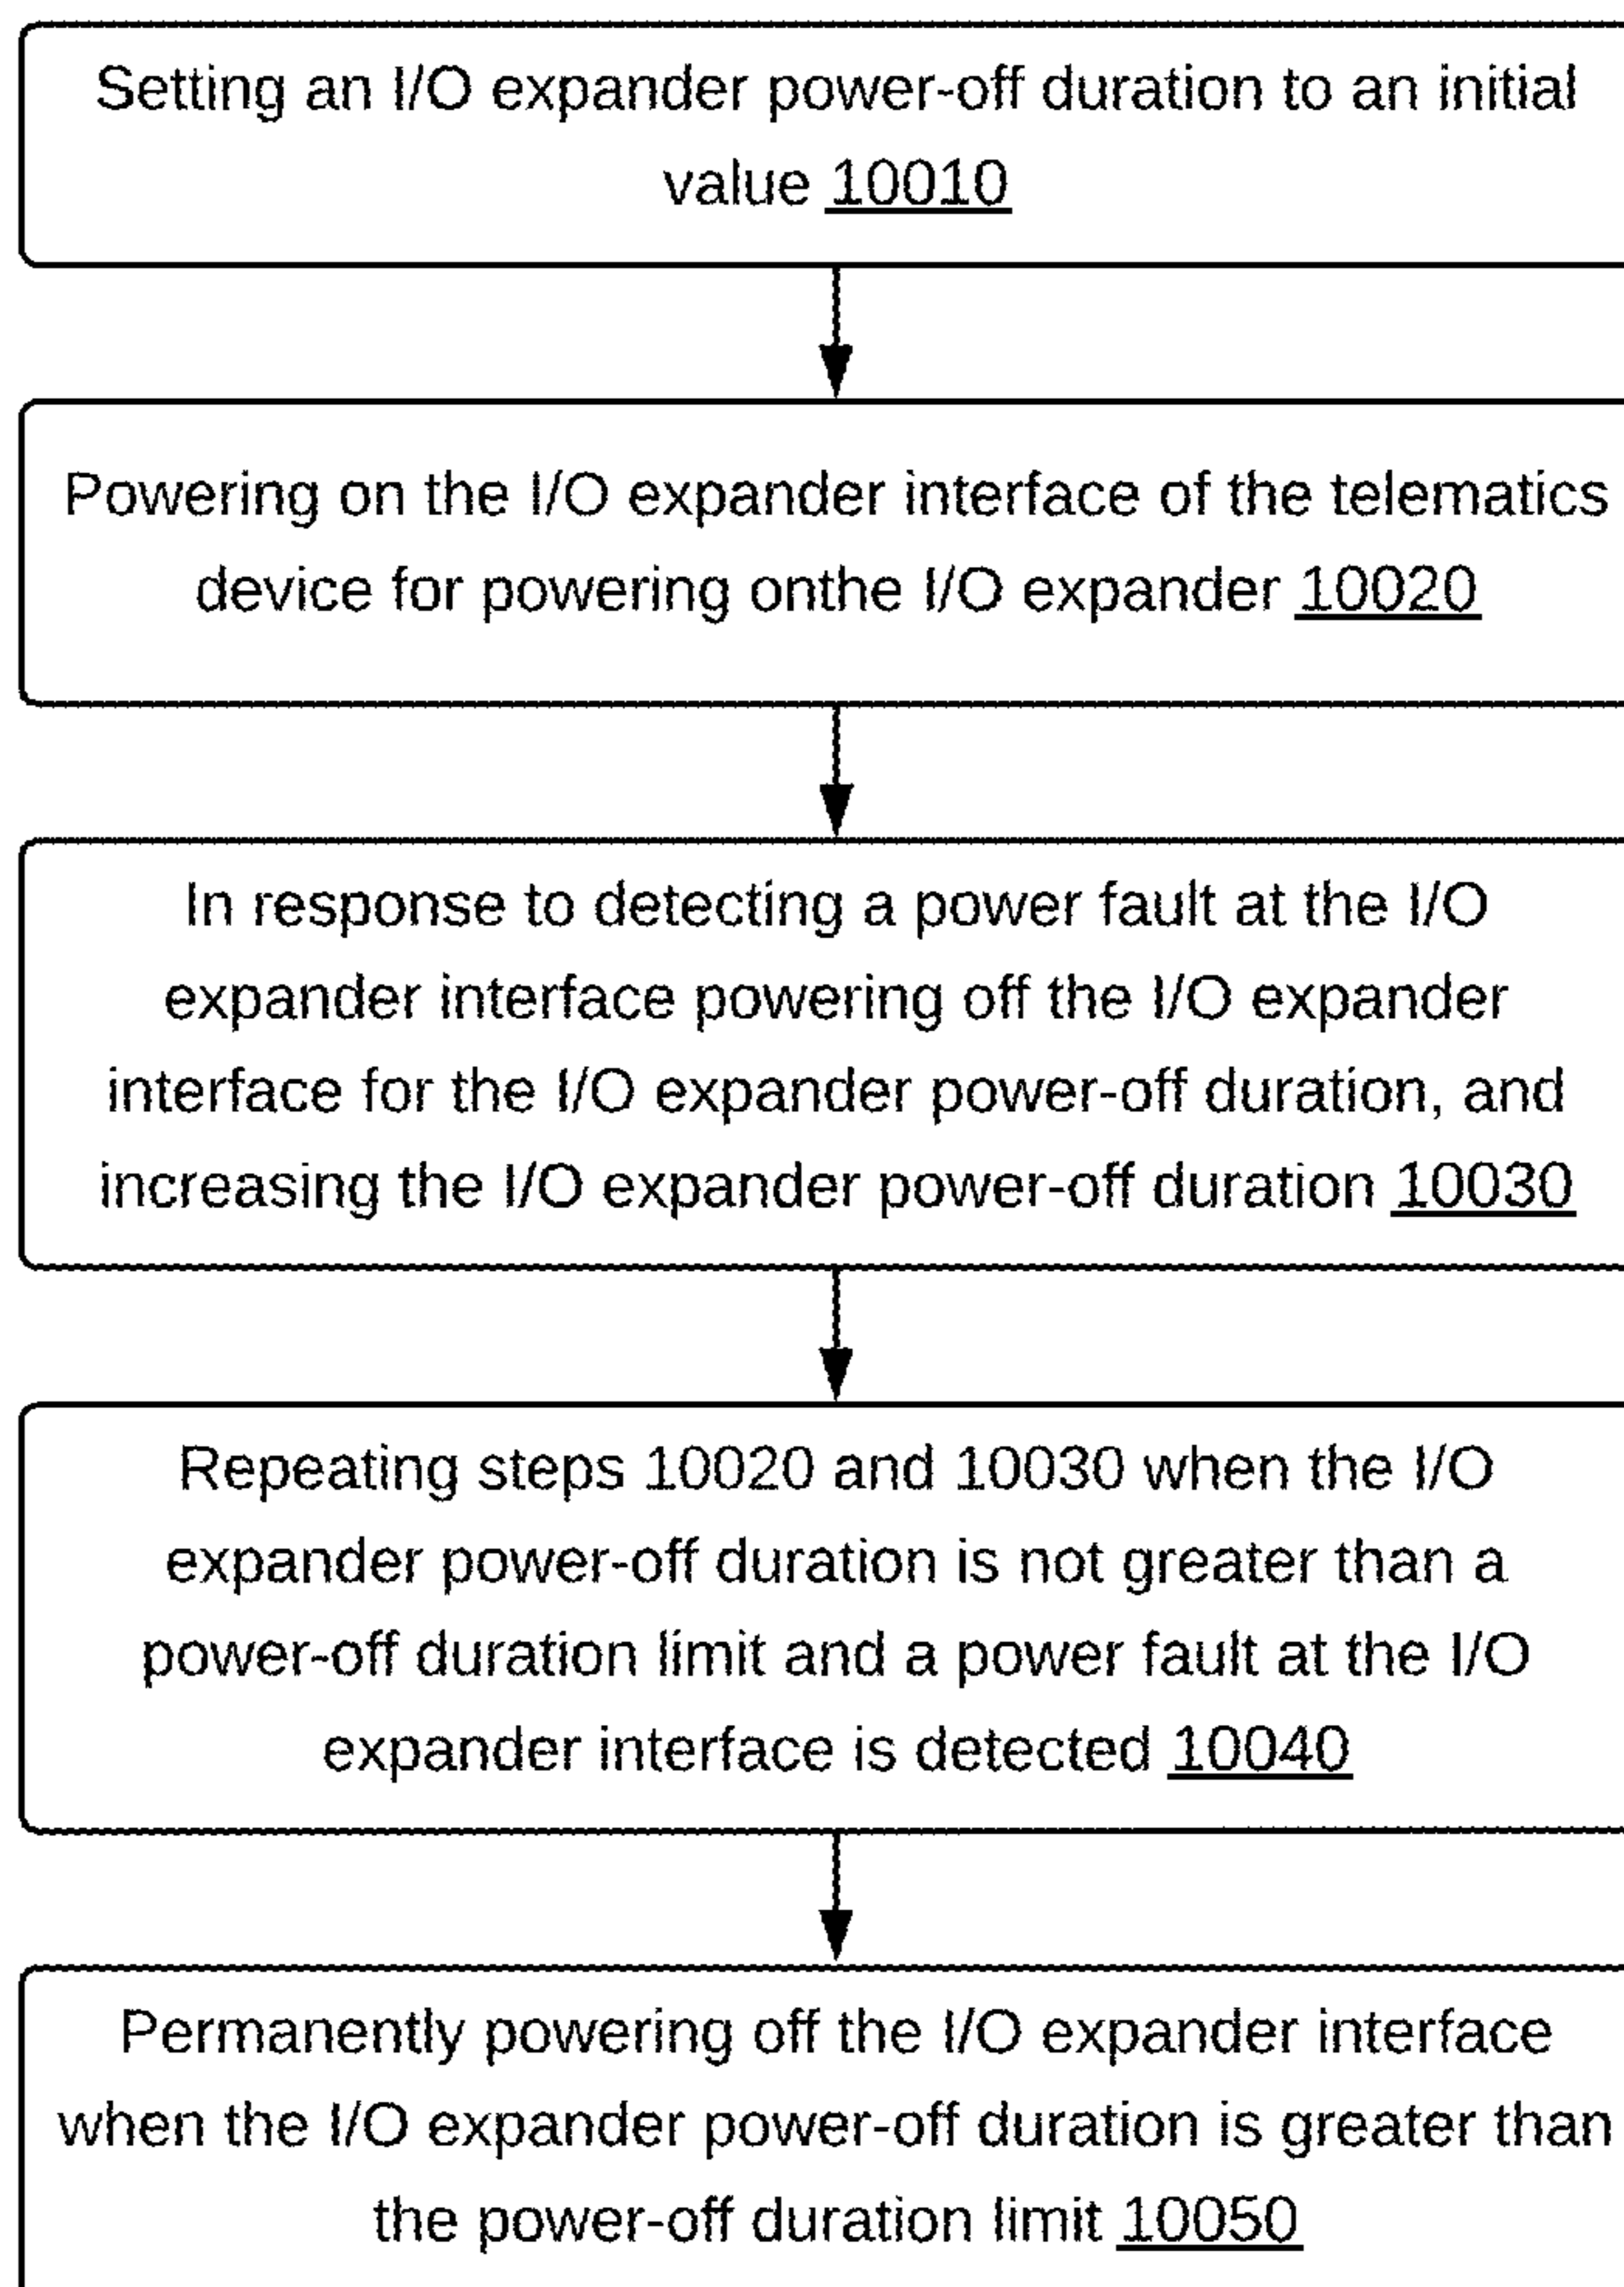 Setting an I/O expander power-off duration to an initial
value 10010
Powering on the I/O expander interface of the telematics
device for powering onthe I/O expander 10020
In response to detecting a power fault at the I/O
expander interface powering off the I/O expander
interface for the I/O expander power-off duration, and
increasing the I/O expander power-off duration 10030
Repeating steps 10020 and 10030 when the I/O
expander power-off duration is not greater than a
power-off duration limit and a power fault at the I/O
expander interface is detected 10040
Permanently powering off the I/O expander interface
when the I/O expander power-off duration is greater than
the power-off duration limit 10050